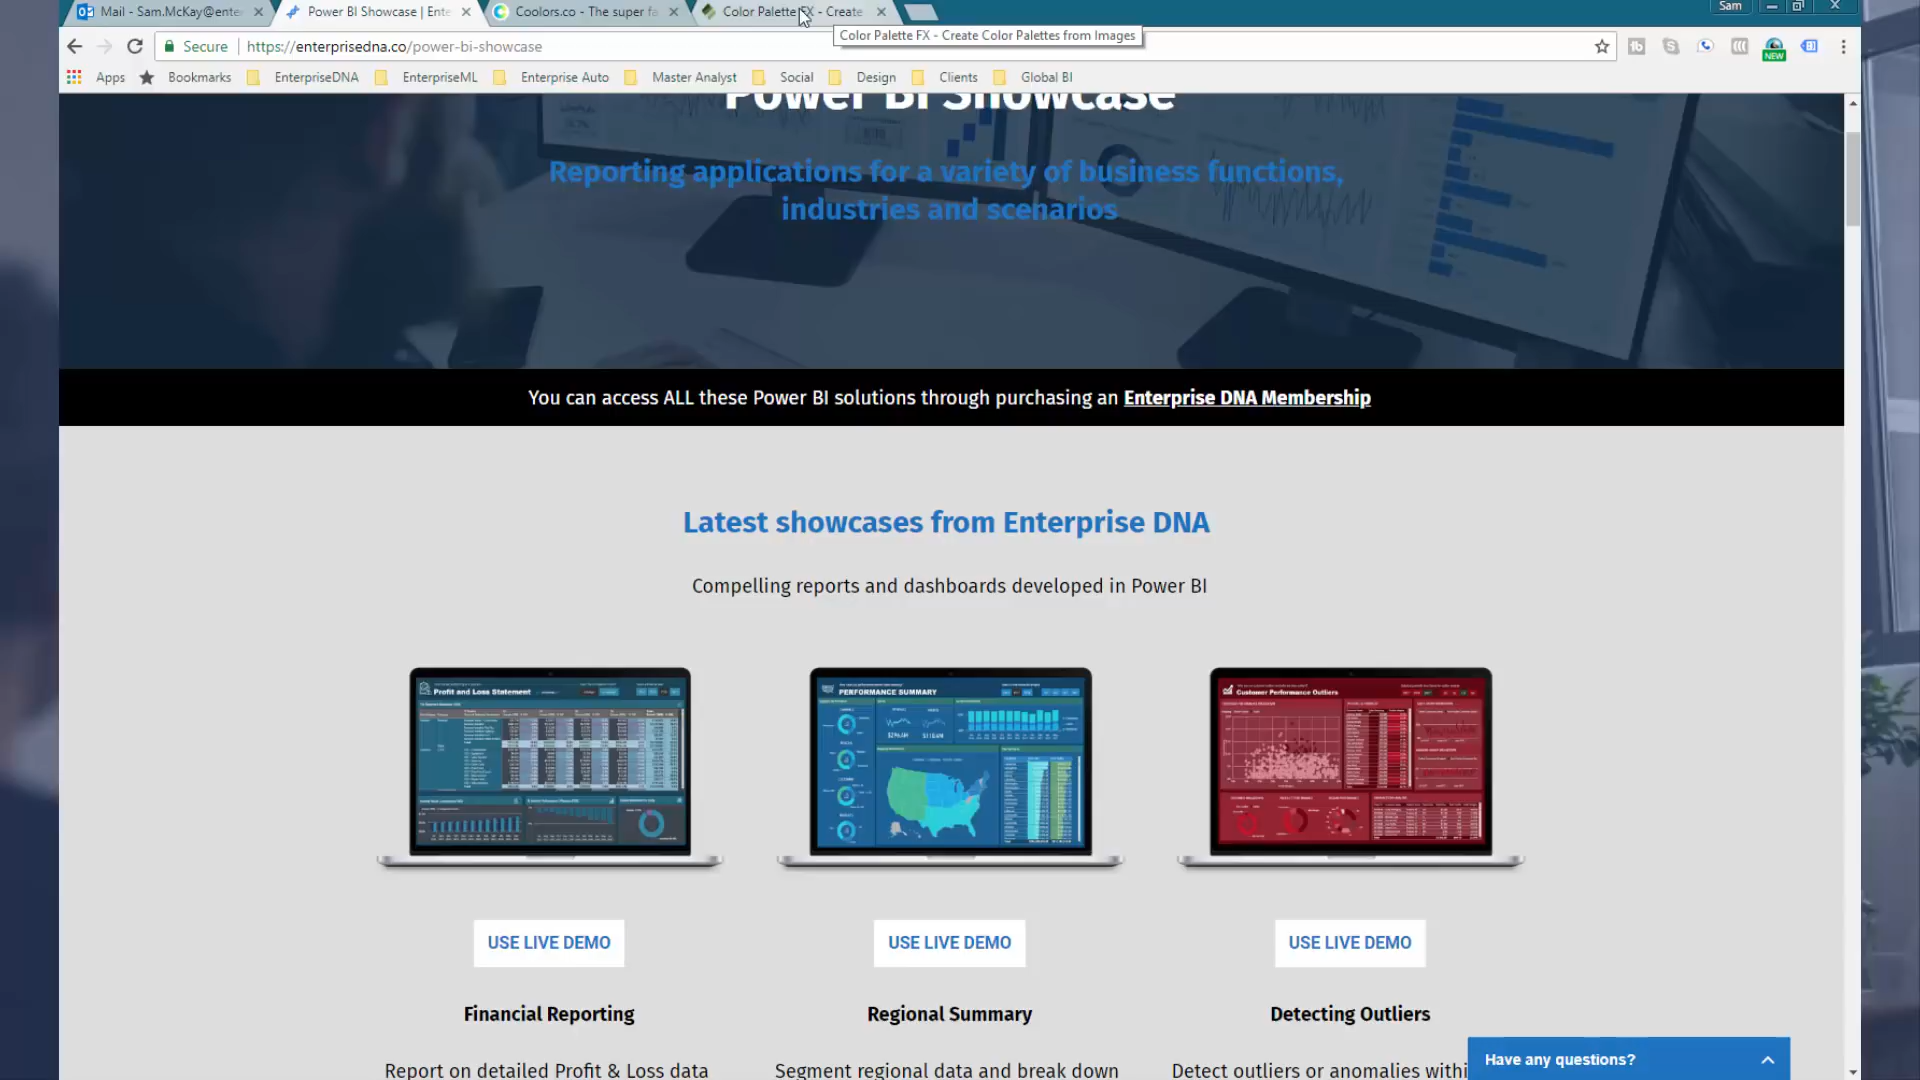 Mail - Sam.McKay@enter
Power BI Showcase | Ente
Coolors.co - The super fa
Color Palette FX - Create
Sam
Color Palette FX - Create Color Palettes from Images
Secure
https://enterprisedna.co/power-bi-showcase
NEW
Apps
Bookmarks
EnterpriseDNA
EnterpriseML
Enterprise Auto
Master Analyst
Social
Design
Clients
Global BI
Power BI Showcase
Reporting applications for a variety of business functions,
industries and scenarios
You can access ALL these Power BI solutions through purchasing an Enterprise DNA Membership
Latest showcases from Enterprise DNA
Compelling reports and dashboards developed in Power BI
Profit and Loss Statement
PERFORMANCE SUMMARY
Customer Performance Outliers
USE LIVE DEMO
USE LIVE DEMO
USE LIVE DEMO
Financial Reporting
Regional Summary
Detecting Outliers
Report on detailed Profit & Loss data
Segment regional data and break down
Detect outliers or anomalies withi
Have any questions?